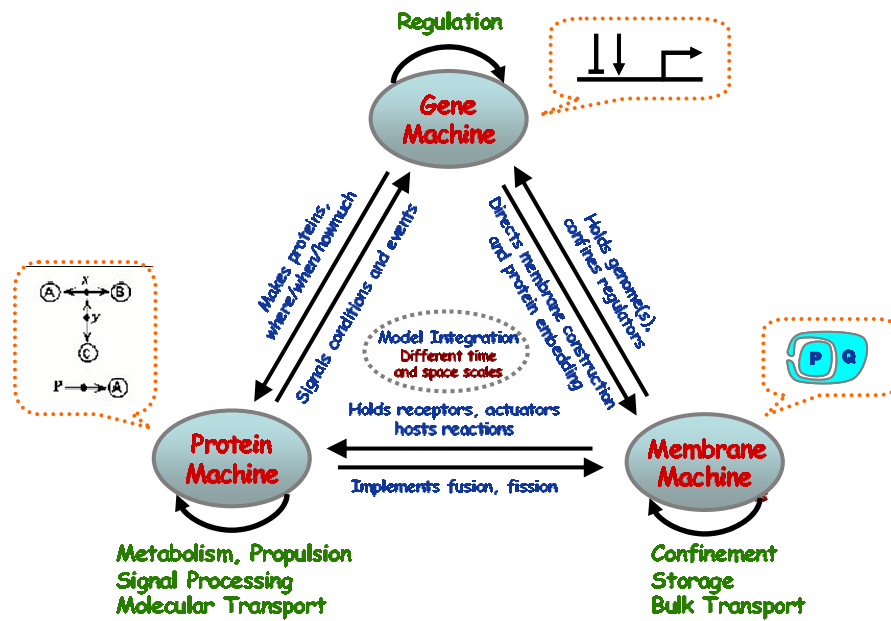 Regulation
Gene
Machine
Makes proteins,
where/when/howmuch
Signals conditions and events
Directs membrane construction
and protein embedding
Holds genome(s),
confines regulators
x
A
B
y
C
P
A
Model Integration
Different time
and space scales
P
Q
Holds receptors, actuators
hosts reactions
Protein
Machine
Membrane
Machine
Implements fusion, fission
Metabolism, Propulsion
Signal Processing
Molecular Transport
Confinement
Storage
Bulk Transport